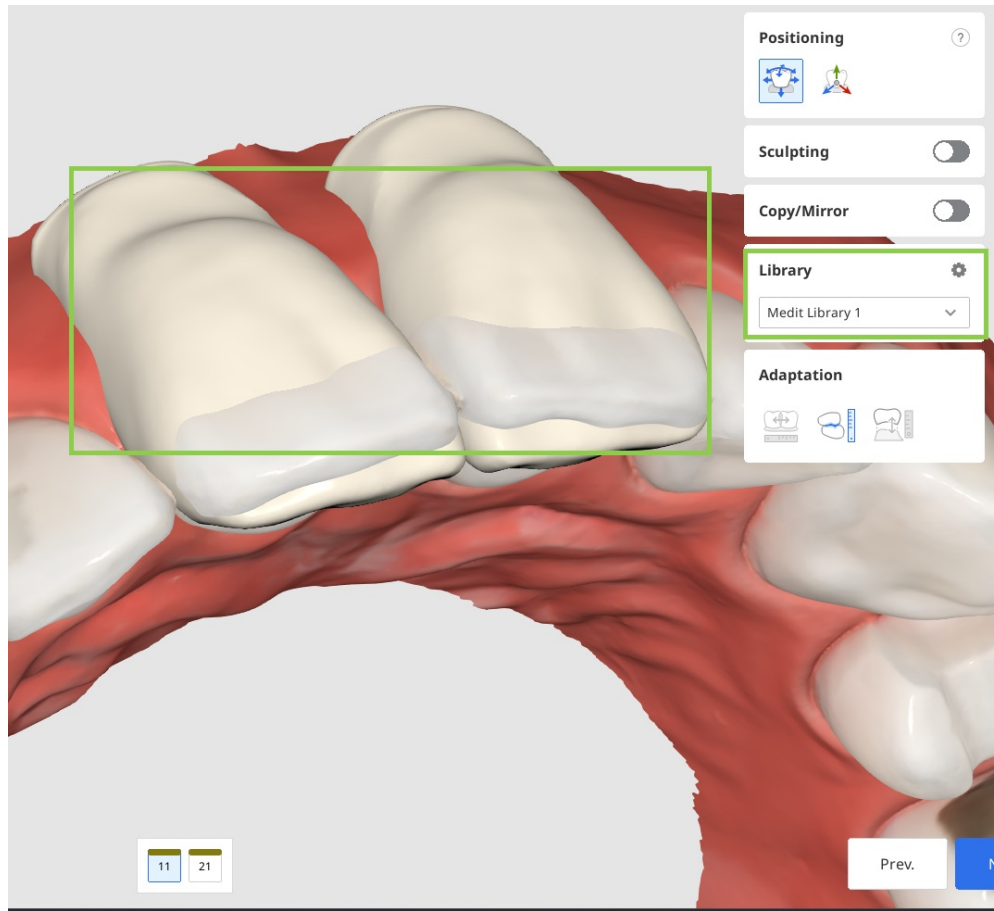 Positioning
?
Sculpting
Copy/Mirror
Library
Medit Library 1
Adaptation
11 21
Prev.
N